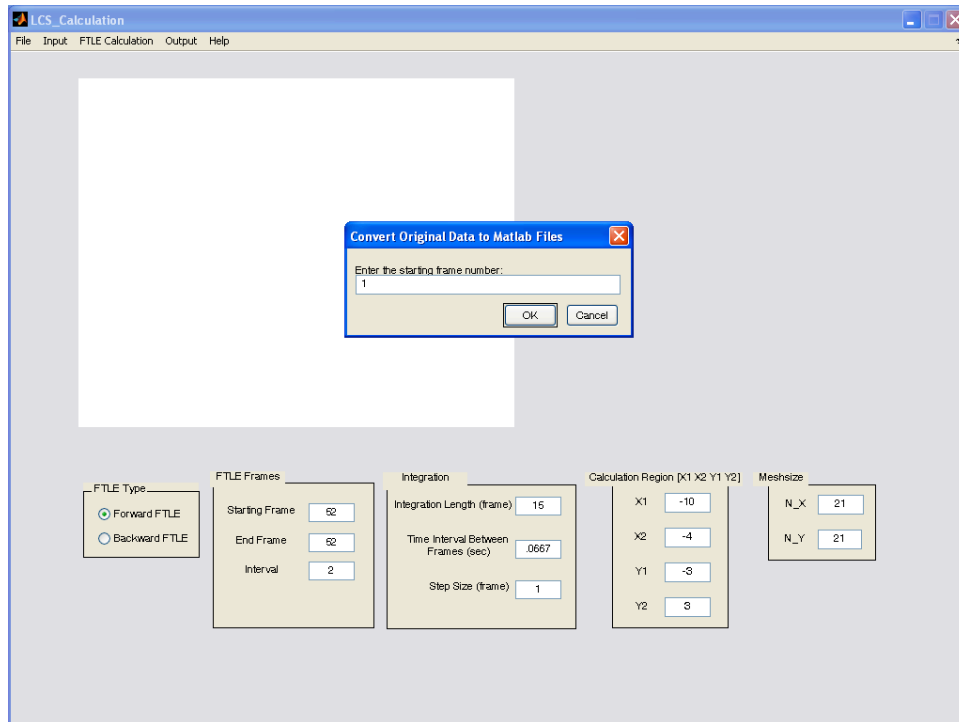 LCS_Calculation
File Input FTLE Calculation Output Help
Convert Original Data to Matlab Files
Enter the starting frame number:
1
OK Cancel
FTLE Type
Forward FTLE
Backward FTLE
FTLE Frames
Starting Frame 52
End Frame 52
Interval 2
Integration
Integration Length (frame) 15
Time Interval Between
Frames (sec) .0667
Step Size (frame) 1
Calculation Region [X1 X2 Y1 Y2]
X1 -10
X2 -4
Y1 -3
Y2 3
Meshsize
N_X 21
N_Y 21